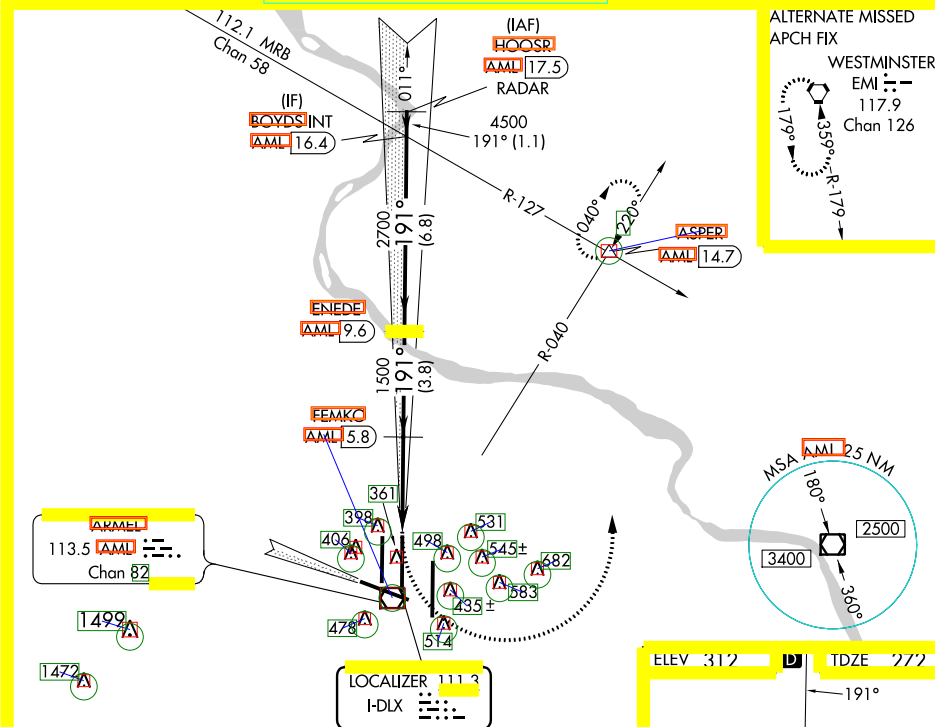 112.1 MRB
Chan 58
(IAF)
HOOSR
AML 17.5
RADAR
011°
(IF)
BOYDS INT
AML 16.4
4500
191° (1.1)
ALTERNATE MISSED
APCH FIX
WESTMINSTER
EMI
117.9
Chan 126
179°
359°
R-179
R-127
040°
220°
ASPER
AML 14.7
2700
191°
(6.8)
ENEDE
AML 9.6
R-040
1500
191°
(3.8)
FEMKO
AML 5.8
MSA AML 25 NM
180°
2500
3400
360°
361
398
406
531
498
545±
682
583
435±
514
478
ARMEL
113.5 AML
Chan 82
1499
1472
LOCALIZER 111.3
I-DLX
ELEV 312
D
TDZE 272
191°